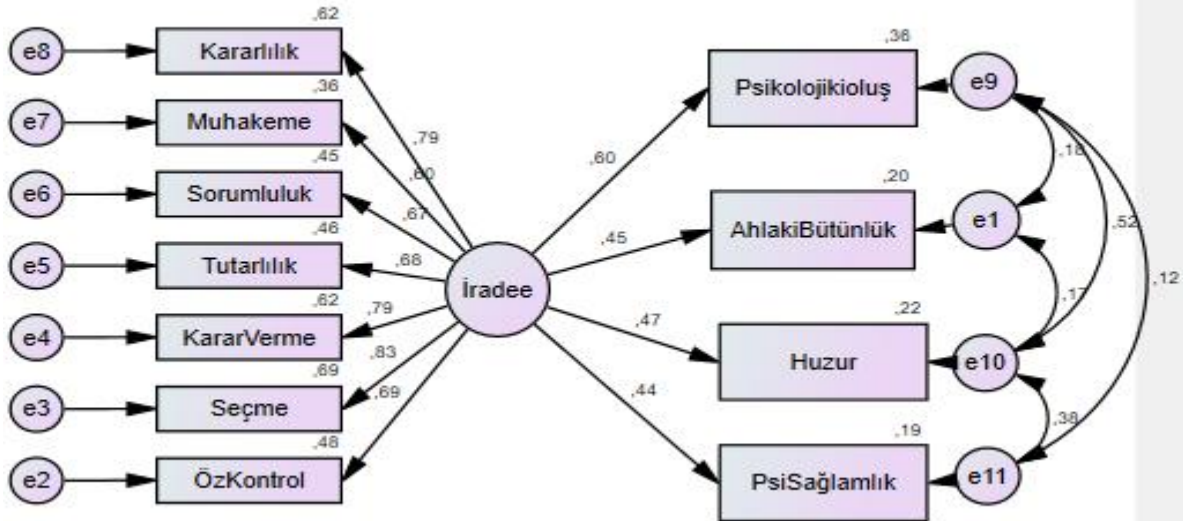 ,62
e8
Kararlılık
,36
e7
Muhakeme
,45
e6
Sorumluluk
,46
e5
Tutarlılık
,62
e4
KararVerme
,69
e3
Seçme
,48
e2
ÖzKontrol
,79
,60
,67
,68
,79
,83
,69
İradee
,60
,45
,47
,44
,36
Psikolojikioluş
e9
,20
AhlakiBütünlük
e1
,22
Huzur
e10
,19
PsiSağlamlık
e11
,18
,52
,12
,17
,38